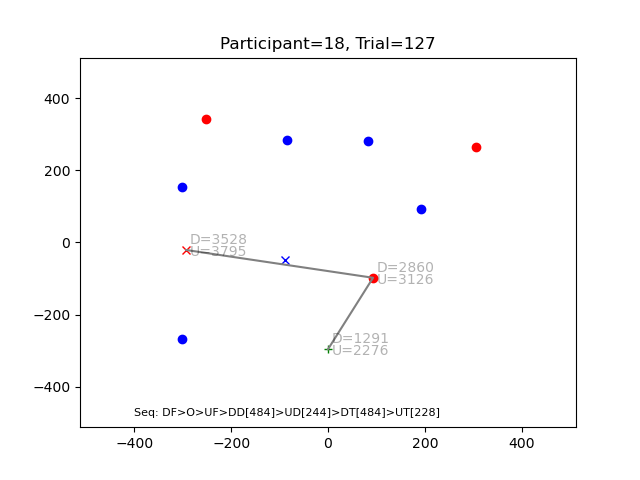 Participant=18, Trial=127
400
200
0
−200
−400
D=3528
U=3795
D=2860
U=3126
D=1291
U=2276
Seq: DF>O>UF>DD[484]>UD[244]>DT[484]>UT[228]
−400
−200
0
200
400